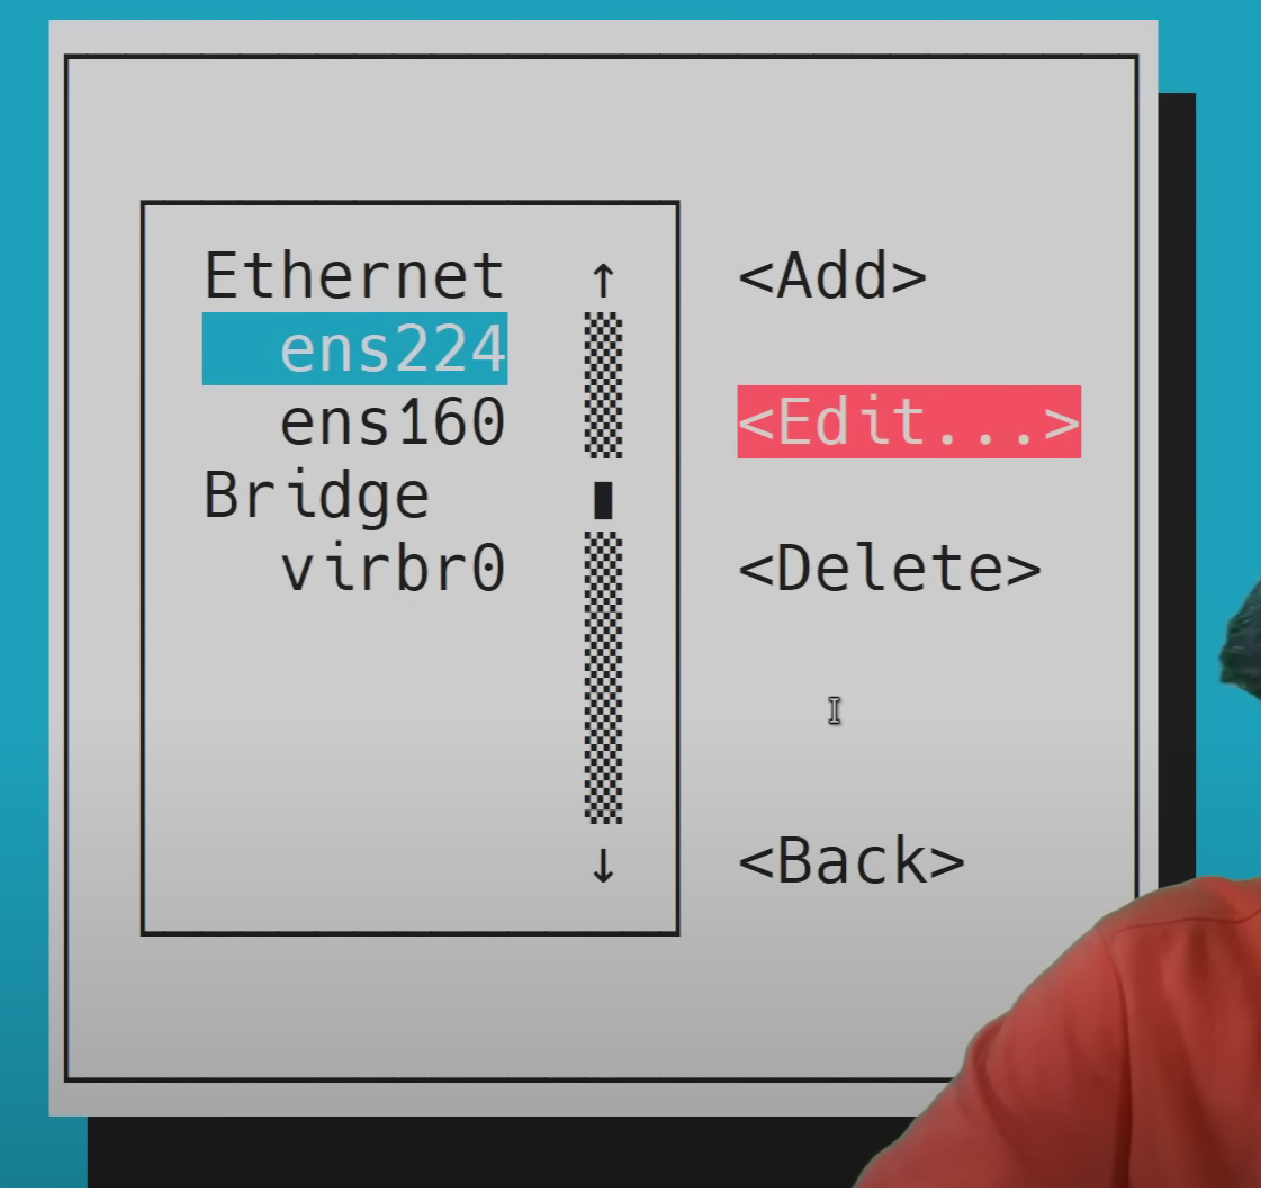 Ethernet ↑ <Add>
ens224
ens160 <Edit...>
Bridge
virbr0 <Delete>
↓ <Back>